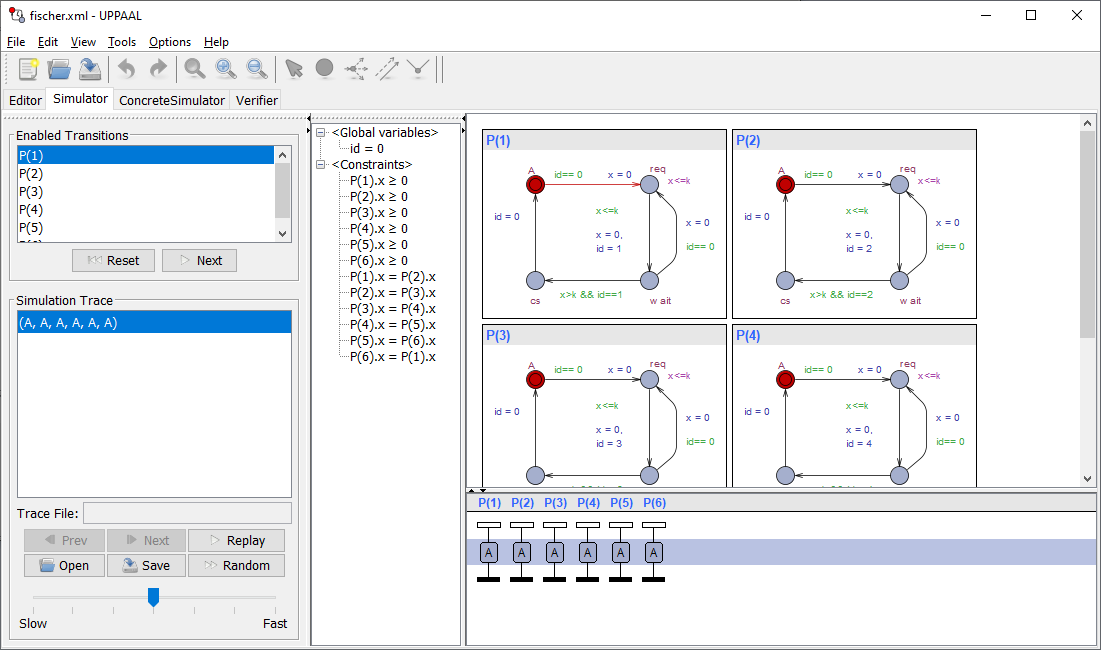 fischer.xml - UPPAAL
File Edit View Tools Options Help
Editor Simulator ConcreteSimulator Verifier
Enabled Transitions
P(1)
P(2)
P(3)
P(4)
P(5)
Reset Next
Simulation Trace
(A, A, A, A, A, A)
Trace File:
Prev Next Replay
Open Save Random
Slow Fast
<Global variables>
id = 0
<Constraints>
P(1).x ≥ 0
P(2).x ≥ 0
P(3).x ≥ 0
P(4).x ≥ 0
P(5).x ≥ 0
P(6).x ≥ 0
P(1).x = P(2).x
P(2).x = P(3).x
P(3).x = P(4).x
P(4).x = P(5).x
P(5).x = P(6).x
P(6).x = P(1).x
P(1)
A id== 0 x = 0 req
x<=k
x<=k
id = 0 x = 0
x = 0,
id = 1 id== 0
x>k && id==1
cs w ait
P(2)
A id== 0 x = 0 req
x<=k
x<=k
id = 0 x = 0
x = 0,
id = 2 id== 0
x>k && id==2
cs w ait
P(3)
A id== 0 x = 0 req
x<=k
x<=k
id = 0 x = 0
x = 0,
id = 3 id== 0
P(4)
A id== 0 x = 0 req
x<=k
x<=k
id = 0 x = 0
x = 0,
id = 4 id== 0
P(1) P(2) P(3) P(4) P(5) P(6)
A A A A A A